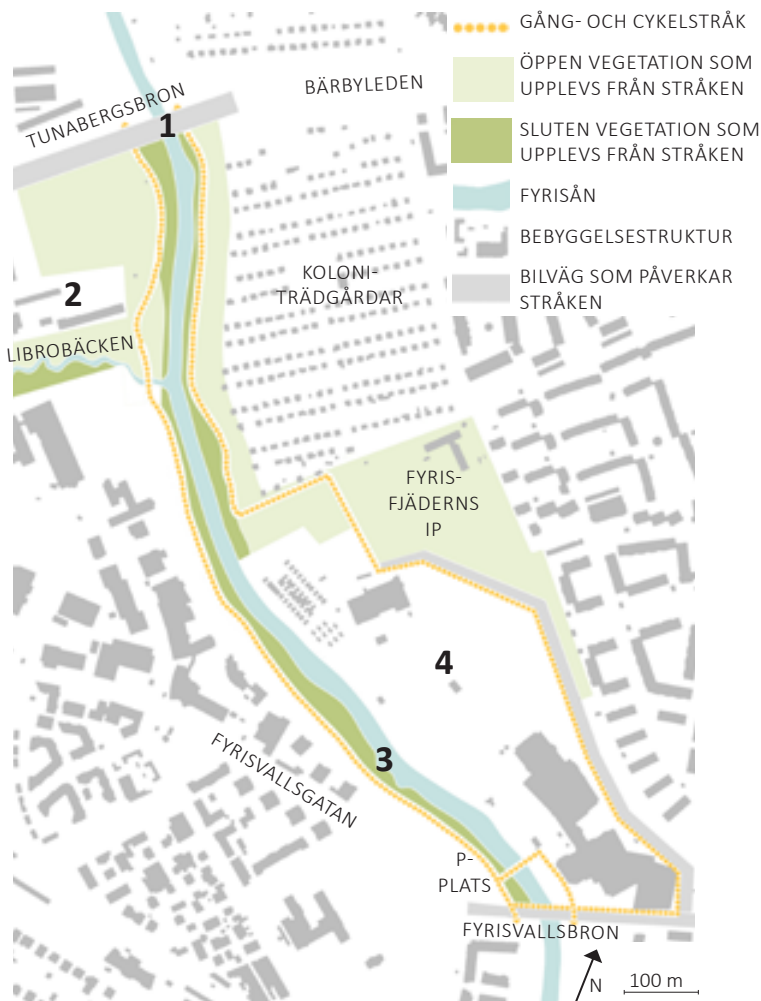 GÅNG- OCH CYKELSTRÅK
ÖPPEN VEGETATION SOM
UPPLEVS FRÅN STRÅKEN
SLUTEN VEGETATION SOM
UPPLEVS FRÅN STRÅKEN
FYRISÅN
BEBYGGELSESTRUKTUR
BILVÄG SOM PÅVERKAR
STRÅKEN
BÄRBYLEDEN
TUNABERGSBRON
1
KOLONI-
TRÄDGÅRDAR
2
LIBROBÄCKEN
FYRIS-
FJÄDERNS
IP
4
3
FYRISVALLSGATAN
P-
PLATS
FYRISVALLSBRON
N
100 m